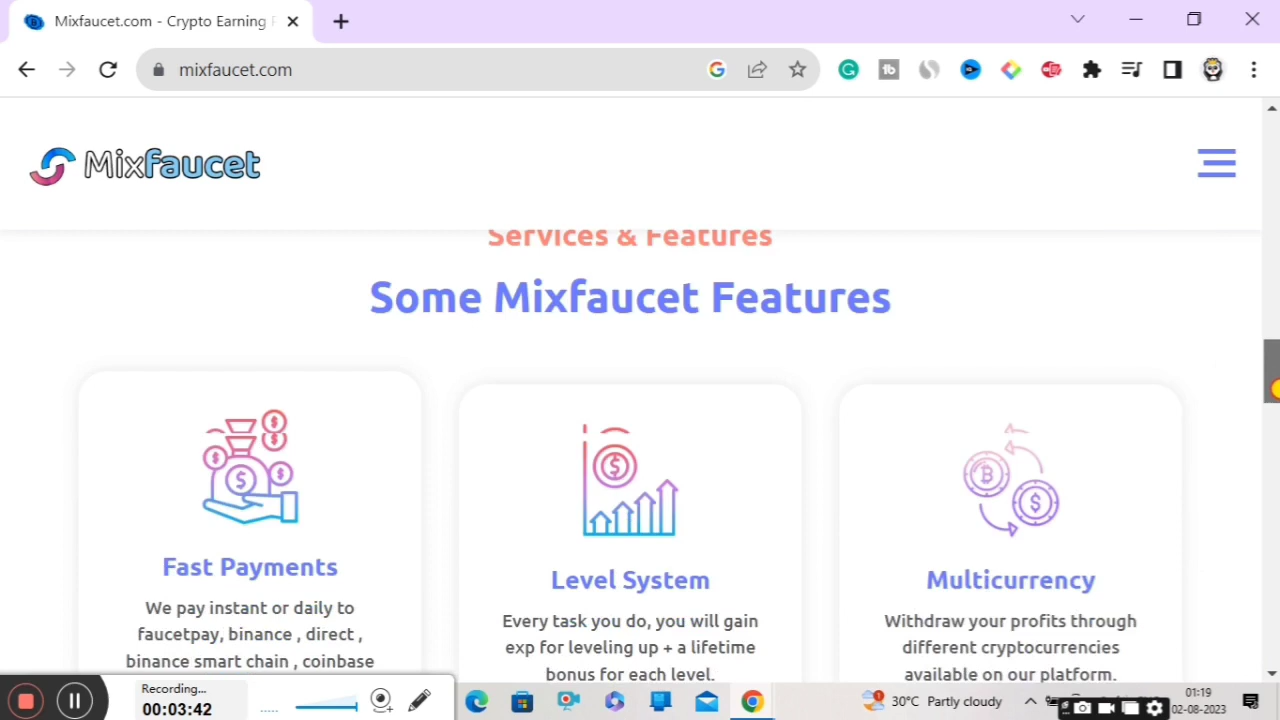 Mixfaucet.com - Crypto Earning
mixfaucet.com
Mixfaucet
Services & Features
Some Mixfaucet Features
Fast Payments
We pay instant or daily to
faucetpay, binance , direct ,
binance smart chain , coinbase
Level System
Every task you do, you will gain
exp for leveling up + a lifetime
bonus for each level.
Multicurrency
Withdraw your profits through
different cryptocurrencies
available on our platform.
Recording...
00:03:42
30°C Partly cloudy
01:19
02-08-2023